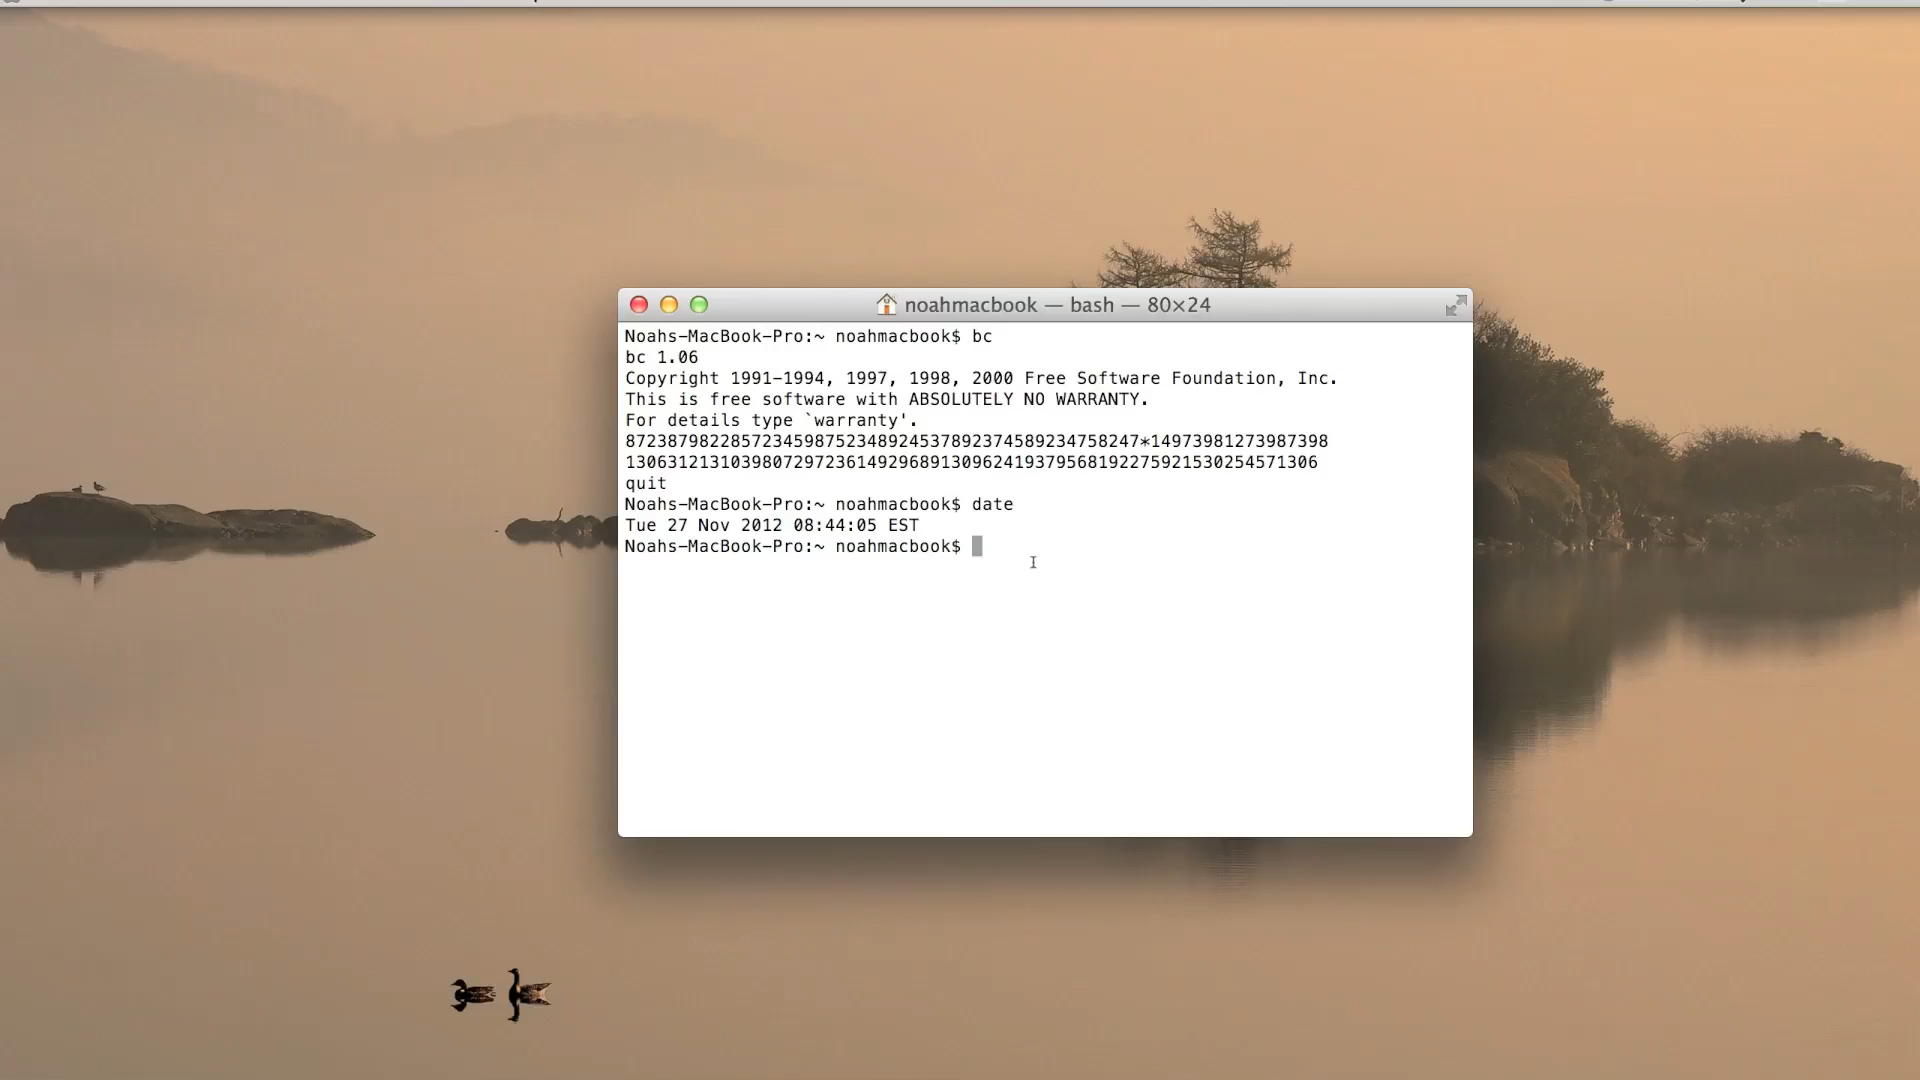 noahmacbook — bash — 80×24
Noahs-MacBook-Pro:~ noahmacbook$ bc
bc 1.06
Copyright 1991-1994, 1997, 1998, 2000 Free Software Foundation, Inc.
This is free software with ABSOLUTELY NO WARRANTY.
For details type `warranty'.
8723879822857234598752348924537892374589234758247*14973981273987398
130631213103980729723614929689130962419379568192275921530254571306
quit
Noahs-MacBook-Pro:~ noahmacbook$ date
Tue 27 Nov 2012 08:44:05 EST
Noahs-MacBook-Pro:~ noahmacbook$